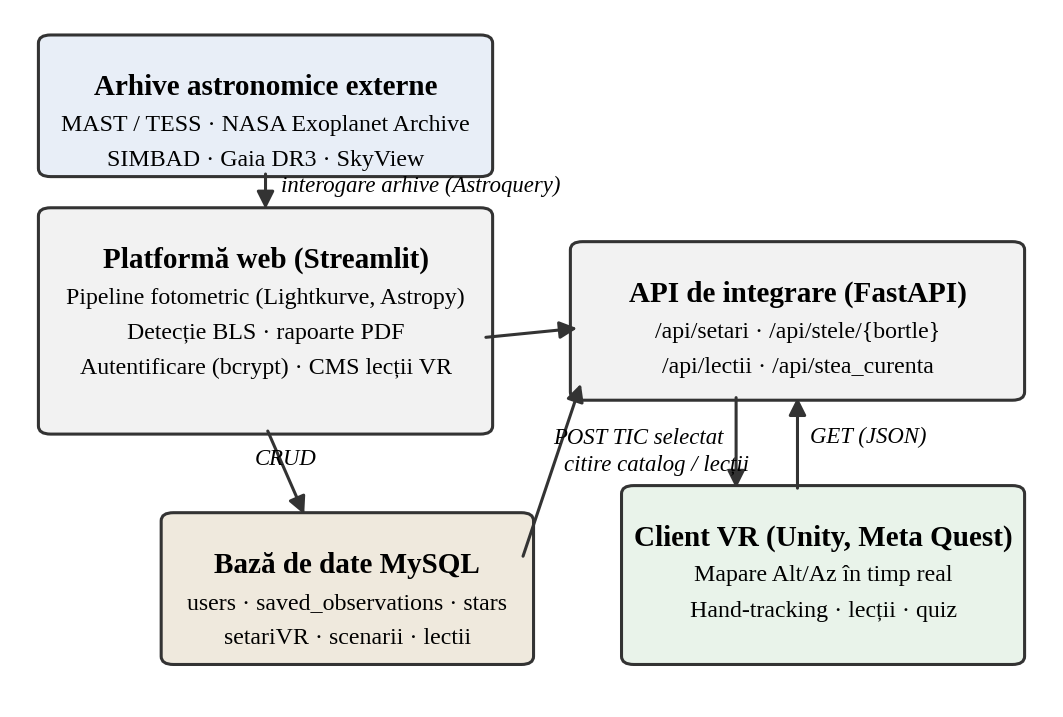 Arhive astronomice externe
MAST / TESS · NASA Exoplanet Archive
SIMBAD · Gaia DR3 · SkyView
interogare arhive (Astroquery)
Platformă web (Streamlit)
Pipeline fotometric (Lightkurve, Astropy)
Detecție BLS · rapoarte PDF
Autentificare (bcrypt) · CMS lecții VR
API de integrare (FastAPI)
/api/setari · /api/stele/{bortle}
/api/lectii · /api/stea_curenta
CRUD
POST TIC selectat
citire catalog / lecții
GET (JSON)
Bază de date MySQL
users · saved_observations · stars
setariVR · scenarii · lectii
Client VR (Unity, Meta Quest)
Mapare Alt/Az în timp real
Hand-tracking · lecții · quiz